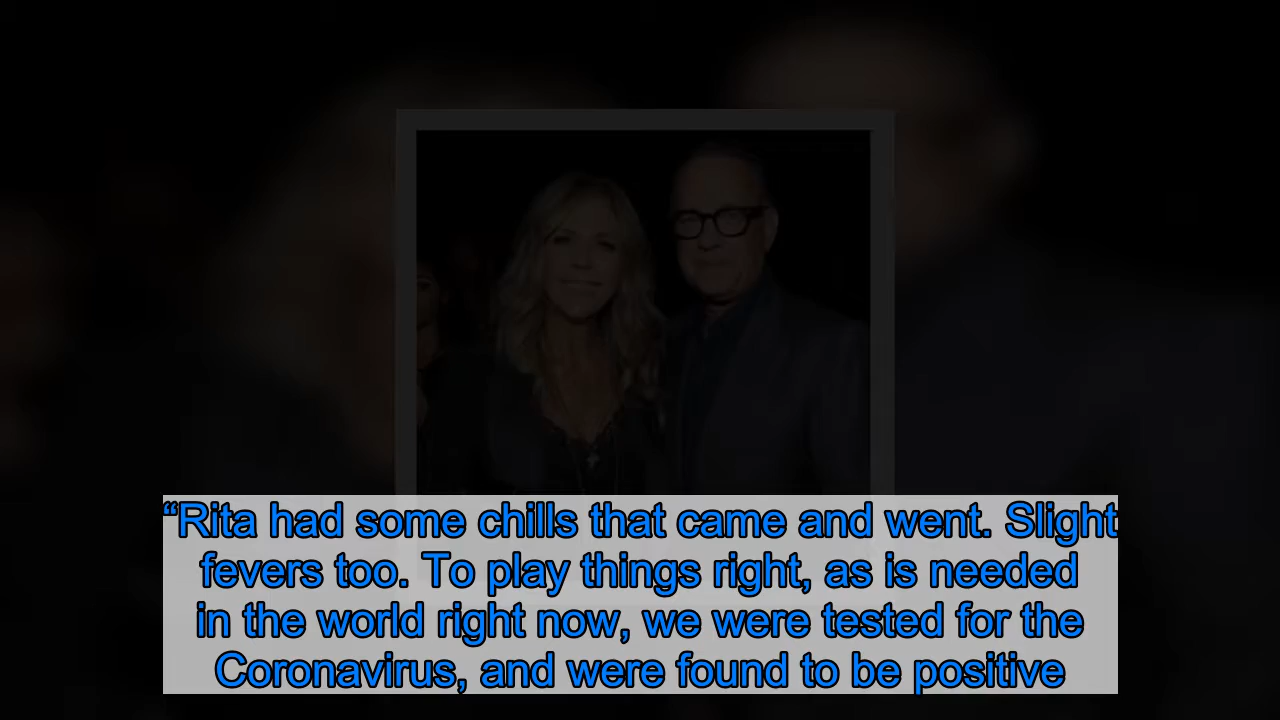 “Rita had some chills that came and went. Slight
fevers too. To play things right, as is needed
in the world right now, we were tested for the
Coronavirus, and were found to be positive